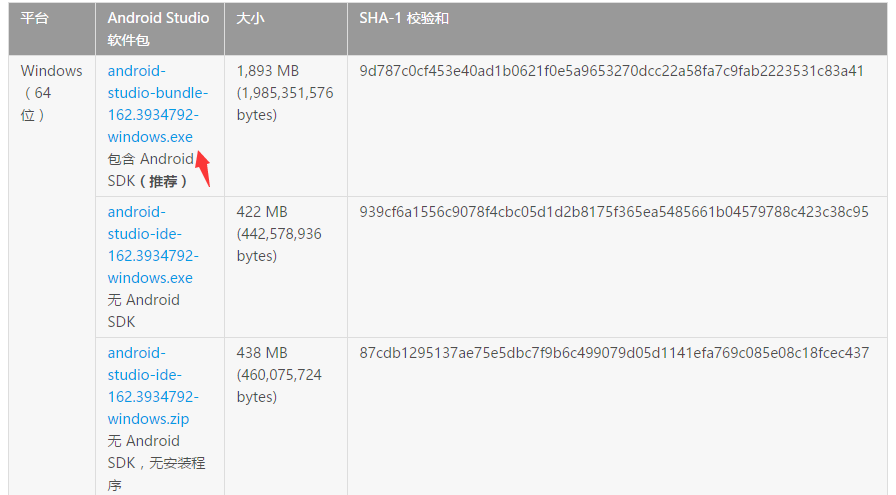 平台
Android Studio
软件包
大小
SHA-1 校验和
Windows
（64
位）
android-
studio-bundle-
162.3934792-
windows.exe
包含 Android
SDK（推荐）
1,893 MB
(1,985,351,576
bytes)
9d787c0cf453e40ad1b0621f0e5a9653270dcc22a58fa7c9fab2223531c83a41
android-
studio-ide-
162.3934792-
windows.exe
无 Android
SDK
422 MB
(442,578,936
bytes)
939cf6a1556c9078f4cbc05d1d2b8175f365ea5485661b04579788c423c38c95
android-
studio-ide-
162.3934792-
windows.zip
无 Android
SDK，无安装程
序
438 MB
(460,075,724
bytes)
87cdb1295137ae75e5dbc7f9b6c499079d05d1141efa769c085e08c18fcec437